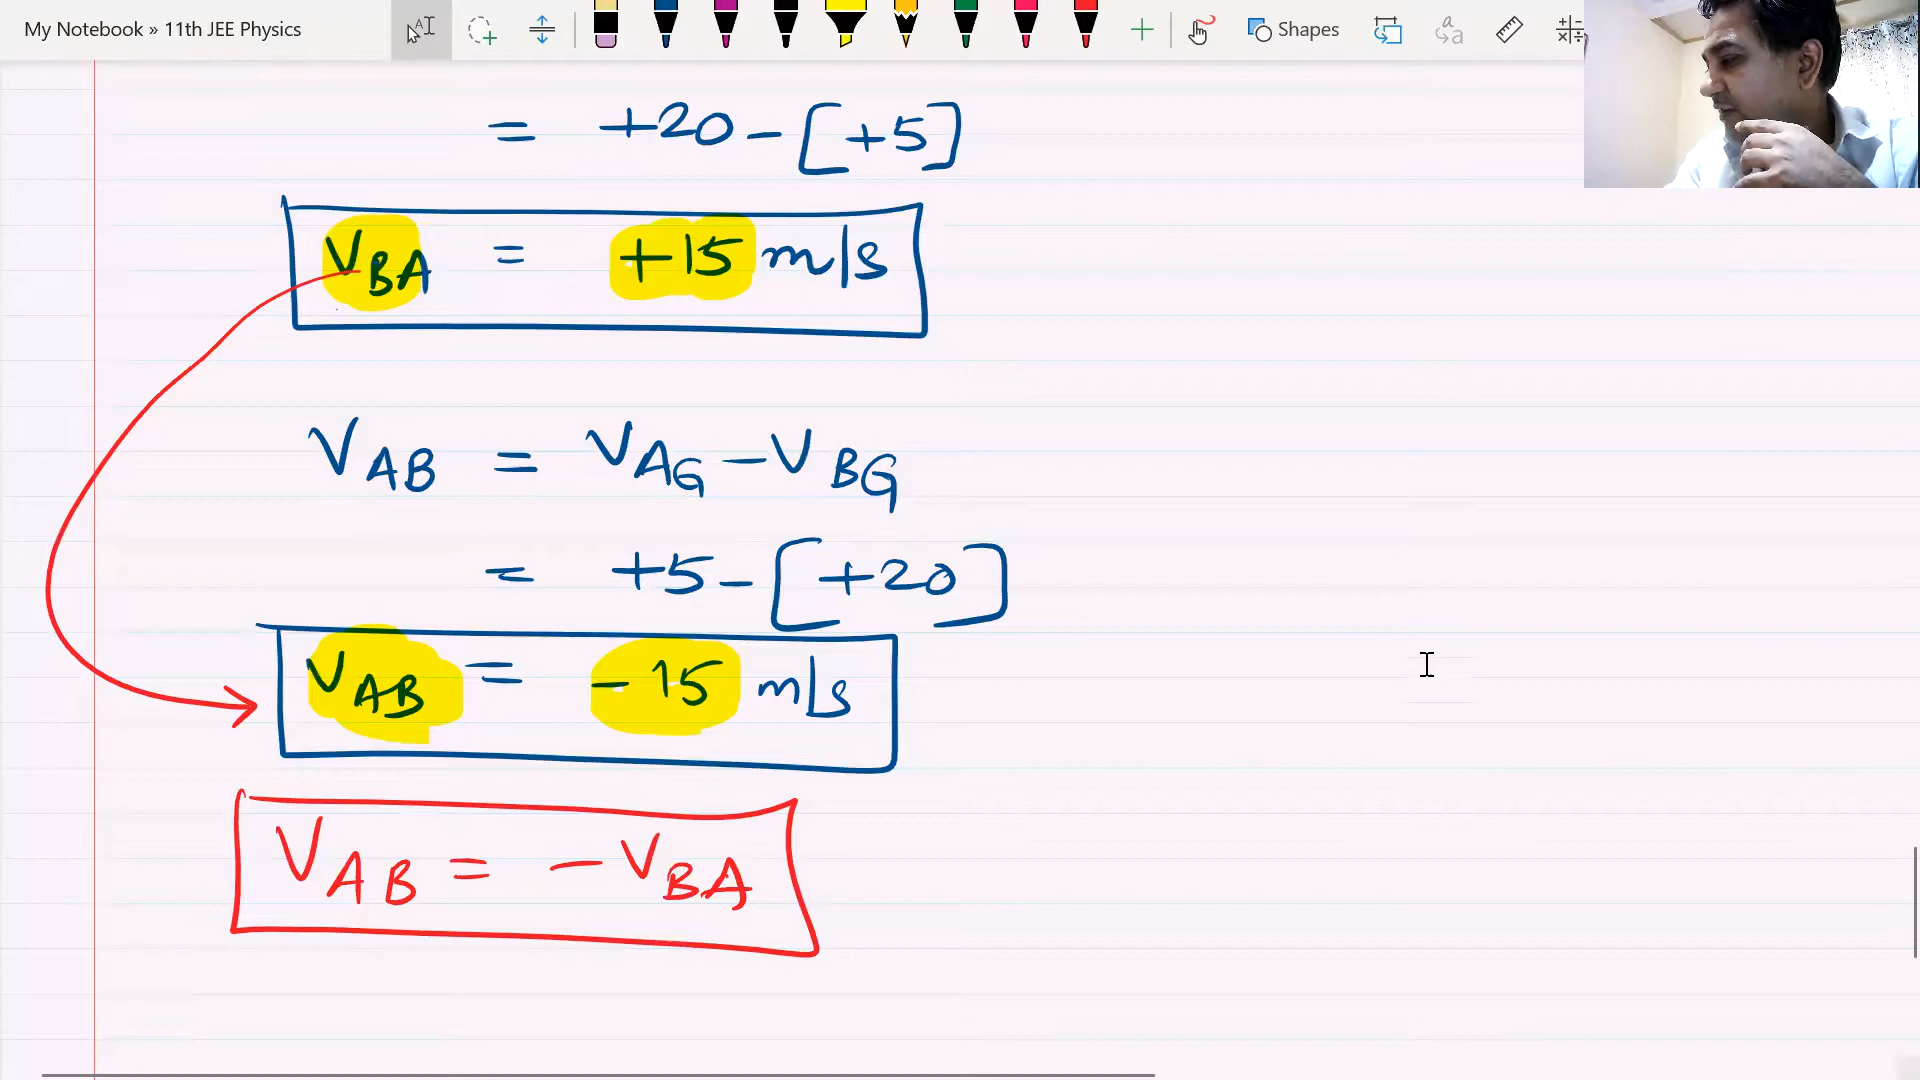 My Notebook » 11th JEE Physics
Shapes
= +20 - [+5]
VBA = +15 m/s
VAB = VAG - VBG
= +5 - [+20]
VAB = - 15 m/s
VAB = - VBA